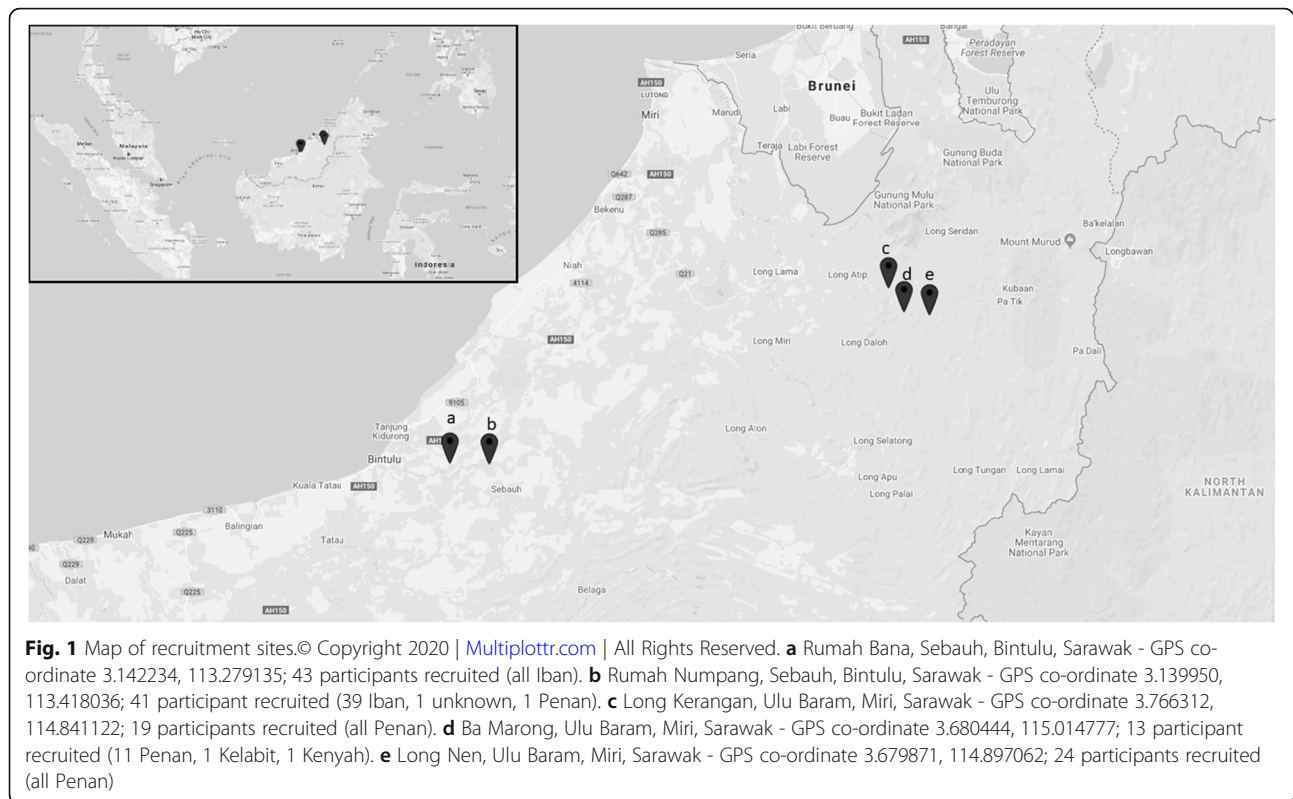 Malaysia
Kuala Lumpur
Singapore
Indonesia
Bukit Beruang
Bangar
Seria
AH150
Peradayan
Forest Reserve
AH150
LUTONG
Brunei
Miri
Marudi
Labi
Ulu
Temburong
National Park
Buau
Bukit Ladan
Forest Reserve
Teraja
Labi Forest
Reserve
Gunung Buda
National Park
Q642
AH150
Q287
Bekenu
Gunung Mulu
National Park
Q285
Long Seridan
Ba'kelalan
Mount Murud
Longbawan
c
Niah
4114
Q21
Long Lama
Long Atip
d
e
Kubaan
Pa Tik
AH150
Long Miri
Long Daloh
Pa Dali
9105
a
b
Tanjung
Kidurong
Bintulu
Long Selatong
Kuala Tatau
AH150
Sebauh
Long Apu
Long Tungan
Long Lamai
Long Palai
NORTH
KALIMANTAN
3110
Balingian
Mukah
Q225
Q229
Tatau
Kayan
Mentarang
National Park
Q229
Dalat
Q225
Belaga
AH150
Fig. 1 Map of recruitment sites.© Copyright 2020 | Multiplottr.com | All Rights Reserved. a Rumah Bana, Sebauh, Bintulu, Sarawak - GPS co-
ordinate 3.142234, 113.279135; 43 participants recruited (all Iban). b Rumah Numpang, Sebauh, Bintulu, Sarawak - GPS co-ordinate 3.139950,
113.418036; 41 participant recruited (39 Iban, 1 unknown, 1 Penan). c Long Kerangan, Ulu Baram, Miri, Sarawak - GPS co-ordinate 3.766312,
114.841122; 19 participants recruited (all Penan). d Ba Marong, Ulu Baram, Miri, Sarawak - GPS co-ordinate 3.680444, 115.014777; 13 participant
recruited (11 Penan, 1 Kelabit, 1 Kenyah). e Long Nen, Ulu Baram, Miri, Sarawak - GPS co-ordinate 3.679871, 114.897062; 24 participants recruited
(all Penan)